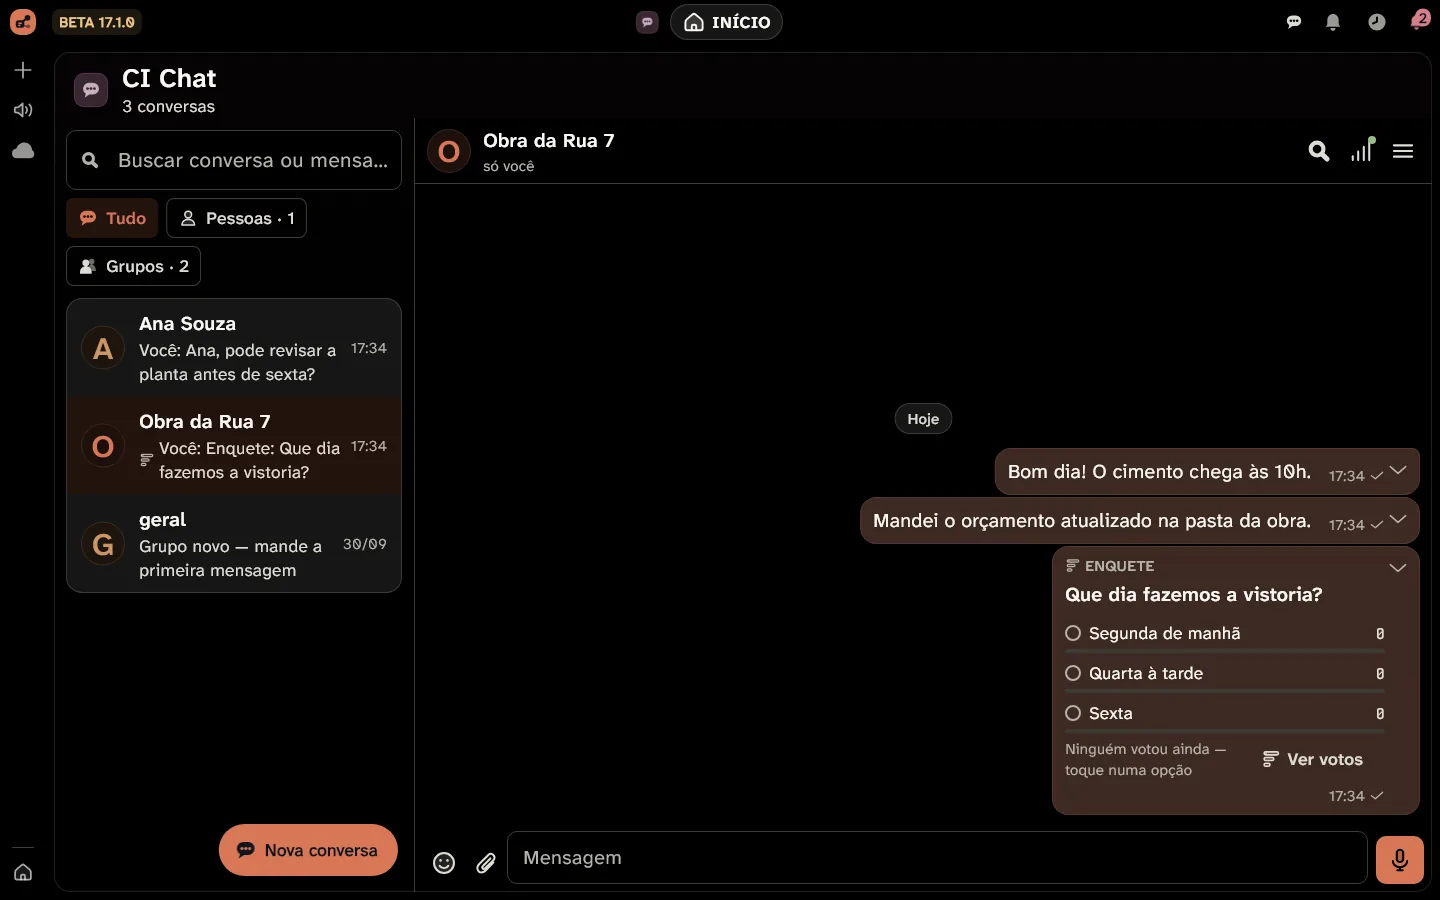 BETA 17.1.0
INÍCIO
2
CI Chat
3 conversas
Buscar conversa ou mensa...
Tudo
Pessoas · 1
Grupos · 2
A
Ana Souza
Você: Ana, pode revisar a
planta antes de sexta?
17:34
O
Obra da Rua 7
Você: Enquete: Que dia
fazemos a vistoria?
17:34
G
geral
Grupo novo — mande a
primeira mensagem
30/09
Nova conversa
O
Obra da Rua 7
só você
Hoje
Bom dia! O cimento chega às 10h. 17:34
Mandei o orçamento atualizado na pasta da obra. 17:34
ENQUETE
Que dia fazemos a vistoria?
Segunda de manhã 0
Quarta à tarde 0
Sexta 0
Ninguém votou ainda —
toque numa opção
Ver votos
17:34
Mensagem